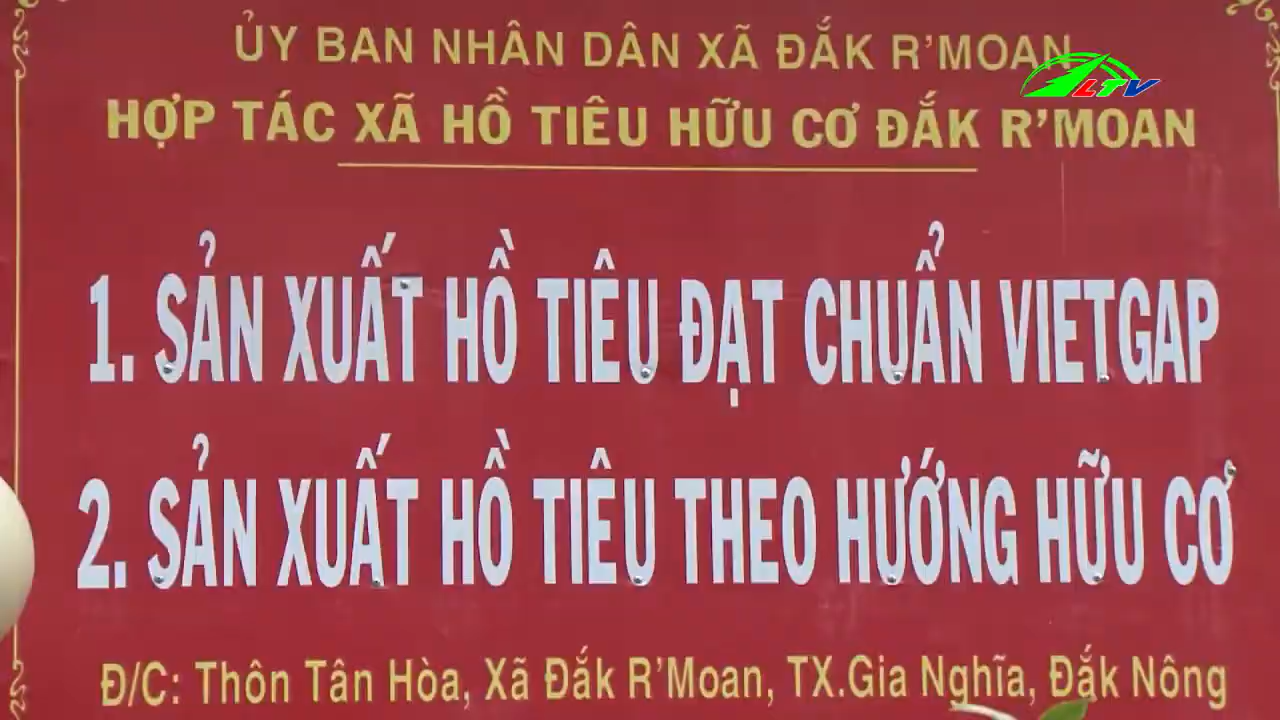 ỦY BAN NHÂN DÂN XÃ ĐẮK R'MOAN
LTV
HỢP TÁC XÃ HỒ TIÊU HỮU CƠ ĐẮK R'MOAN
1. SẢN XUẤT HỒ TIÊU ĐẠT CHUẨN VIETGAP
2. SẢN XUẤT HỒ TIÊU THEO HƯỚNG HỮU CƠ
Đ/C: Thôn Tân Hòa, Xã Đắk R'Moan, TX.Gia Nghĩa, Đắk Nông